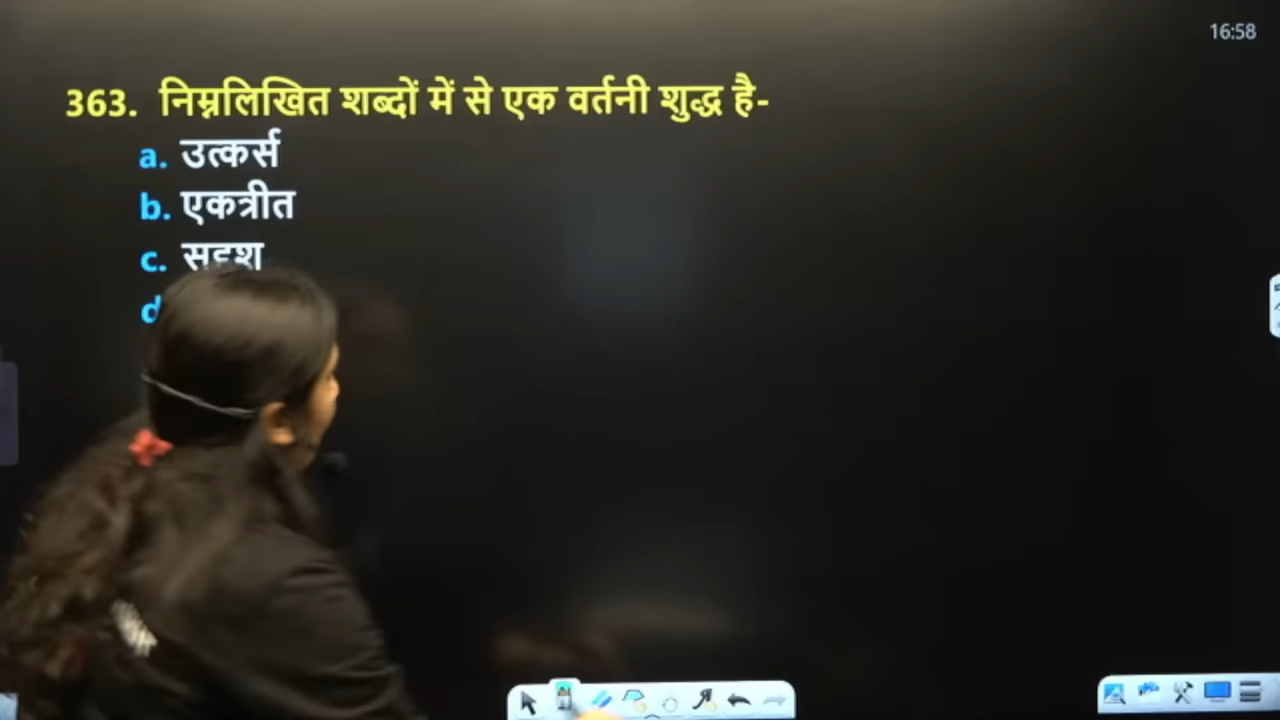 16:58
363. निम्नलिखित शब्दों में से एक वर्तनी शुद्ध है-
a. उत्कर्स
b. एकत्रीत
c. सदृश
d